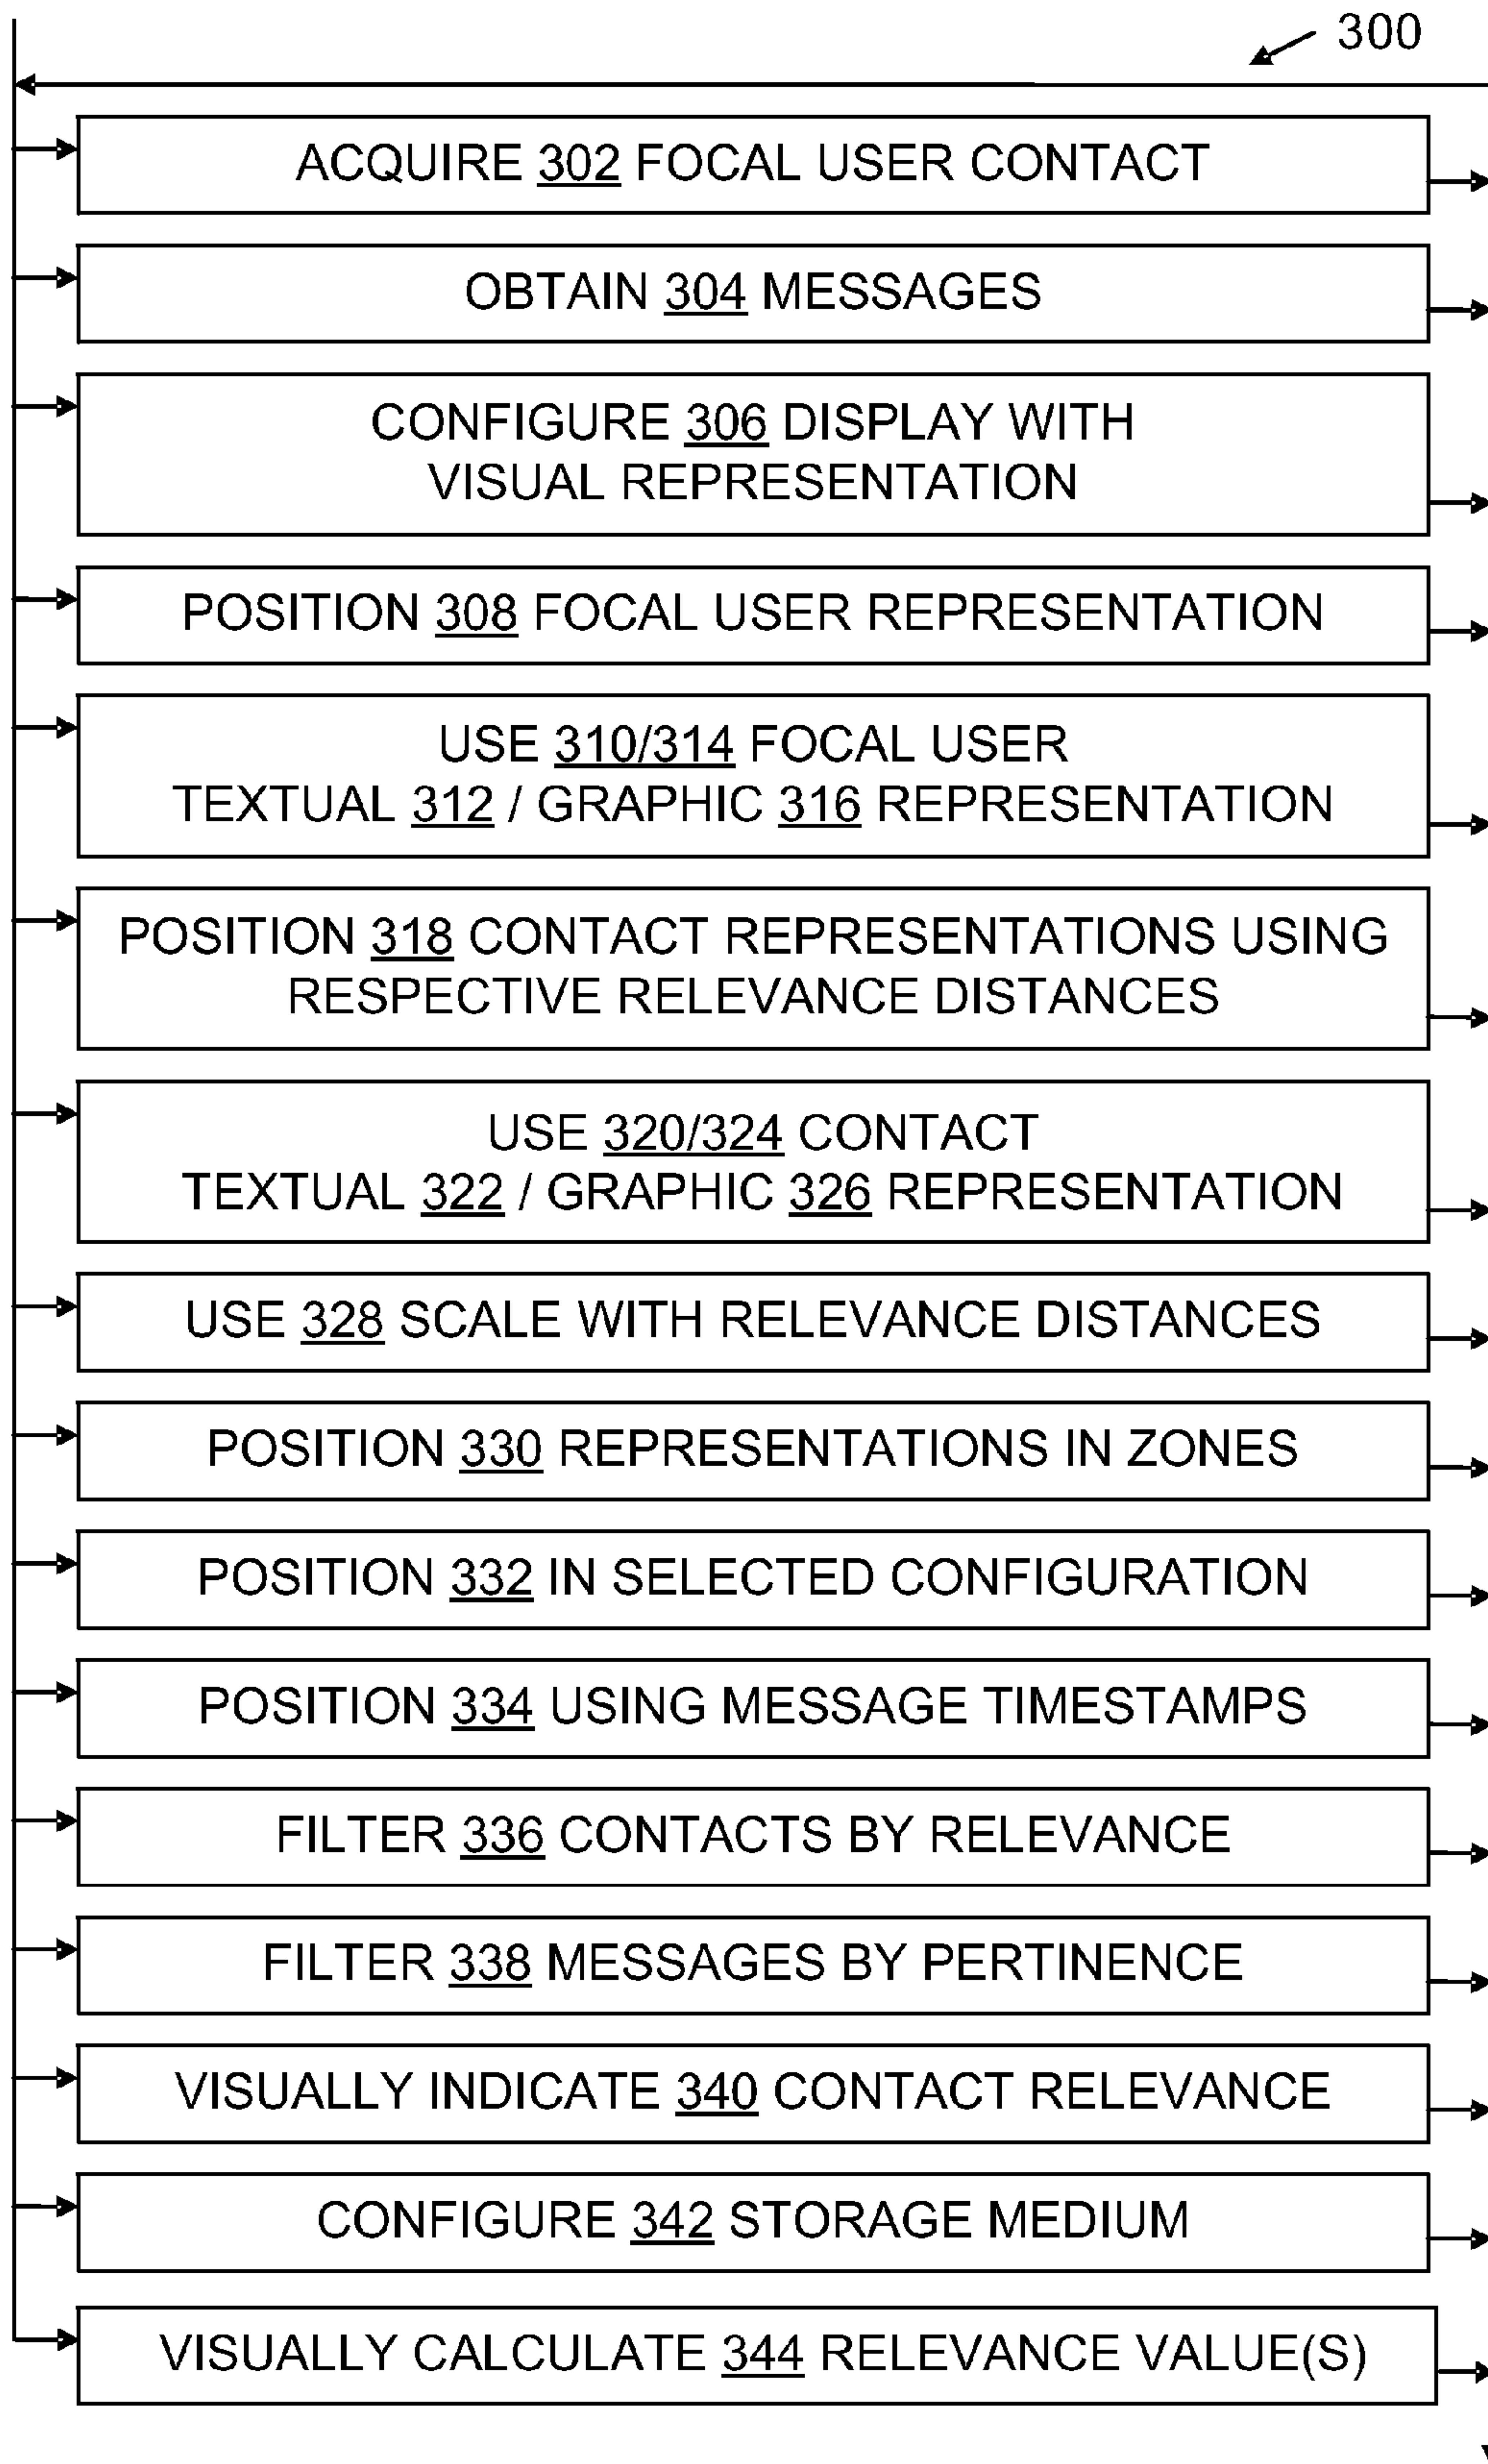 300
ACQUIRE 302 FOCAL USER CONTACT
OBTAIN 304 MESSAGES
CONFIGURE 306 DISPLAY WITH
VISUAL REPRESENTATION
POSITION 308 FOCAL USER REPRESENTATION
USE 310/314 FOCAL USER
TEXTUAL 312 / GRAPHIC 316 REPRESENTATION
POSITION 318 CONTACT REPRESENTATIONS USING
RESPECTIVE RELEVANCE DISTANCES
USE 320/324 CONTACT
TEXTUAL 322 / GRAPHIC 326 REPRESENTATION
USE 328 SCALE WITH RELEVANCE DISTANCES
POSITION 330 REPRESENTATIONS IN ZONES
POSITION 332 IN SELECTED CONFIGURATION
POSITION 334 USING MESSAGE TIMESTAMPS
FILTER 336 CONTACTS BY RELEVANCE
FILTER 338 MESSAGES BY PERTINENCE
VISUALLY INDICATE 340 CONTACT RELEVANCE
CONFIGURE 342 STORAGE MEDIUM
VISUALLY CALCULATE 344 RELEVANCE VALUE(S)